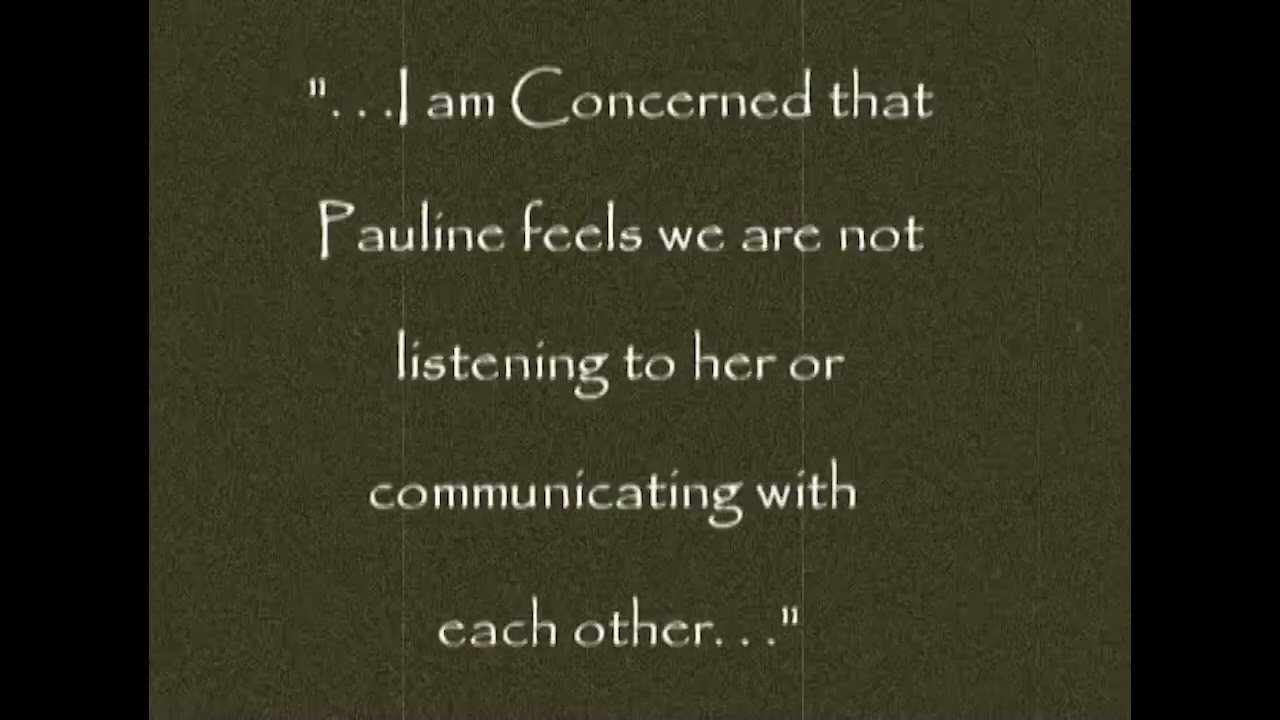 "...I am Concerned that
Pauline feels we are not
listening to her or
communicating with
each other..."